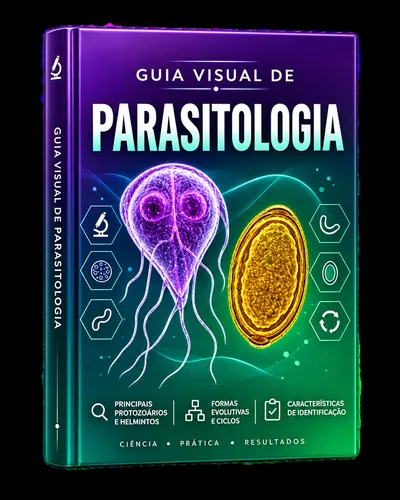 GUIA VISUAL DE
PARASITOLOGIA
GUIA VISUAL DE PARASITOLOGIA
PRINCIPAIS
PROTOZOÁRIOS
E HELMINTOS
FORMAS
EVOLUTIVAS
E CICLOS
CARACTERÍSTICAS
DE IDENTIFICAÇÃO
CIÊNCIA • PRÁTICA • RESULTADOS